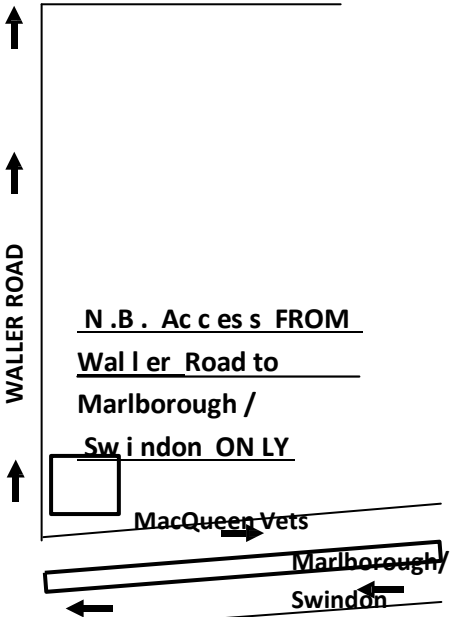 WALLER ROAD
N.B. Access FROM
Waller Road to
Marlborough /
Swindon ONLY
MacQueen Vets
Marlborough/
Swindon